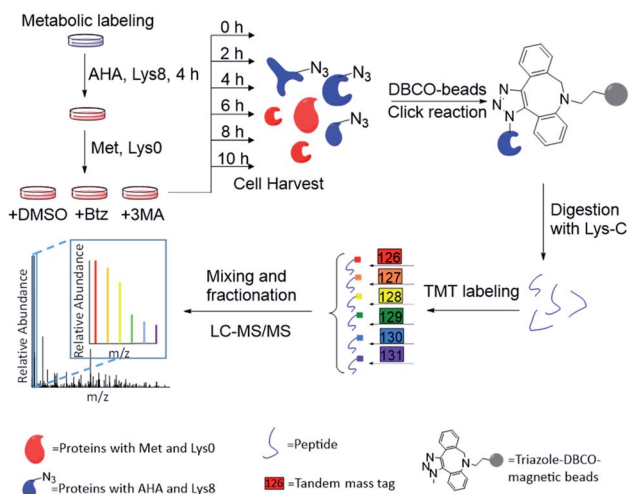 Metabolic labeling
AHA, Lys8, 4 h
Met, Lys0
+DMSO +Btz +3MA
0 h
2 h
4 h
6 h
8 h
10 h
N3
N3
N3
Cell Harvest
DBCO-beads
Click reaction
N
N
N
N
Digestion
with Lys-C
TMT labeling
126
127
128
129
130
131
Mixing and
fractionation
LC-MS/MS
Relative Abundance
m/z
Relative Abundance
m/z
=Proteins with Met and Lys0
N3
=Proteins with AHA and Lys8
=Peptide
126 =Tandem mass tag
N
N
N
N
=Triazole-DBCO-
magnetic beads